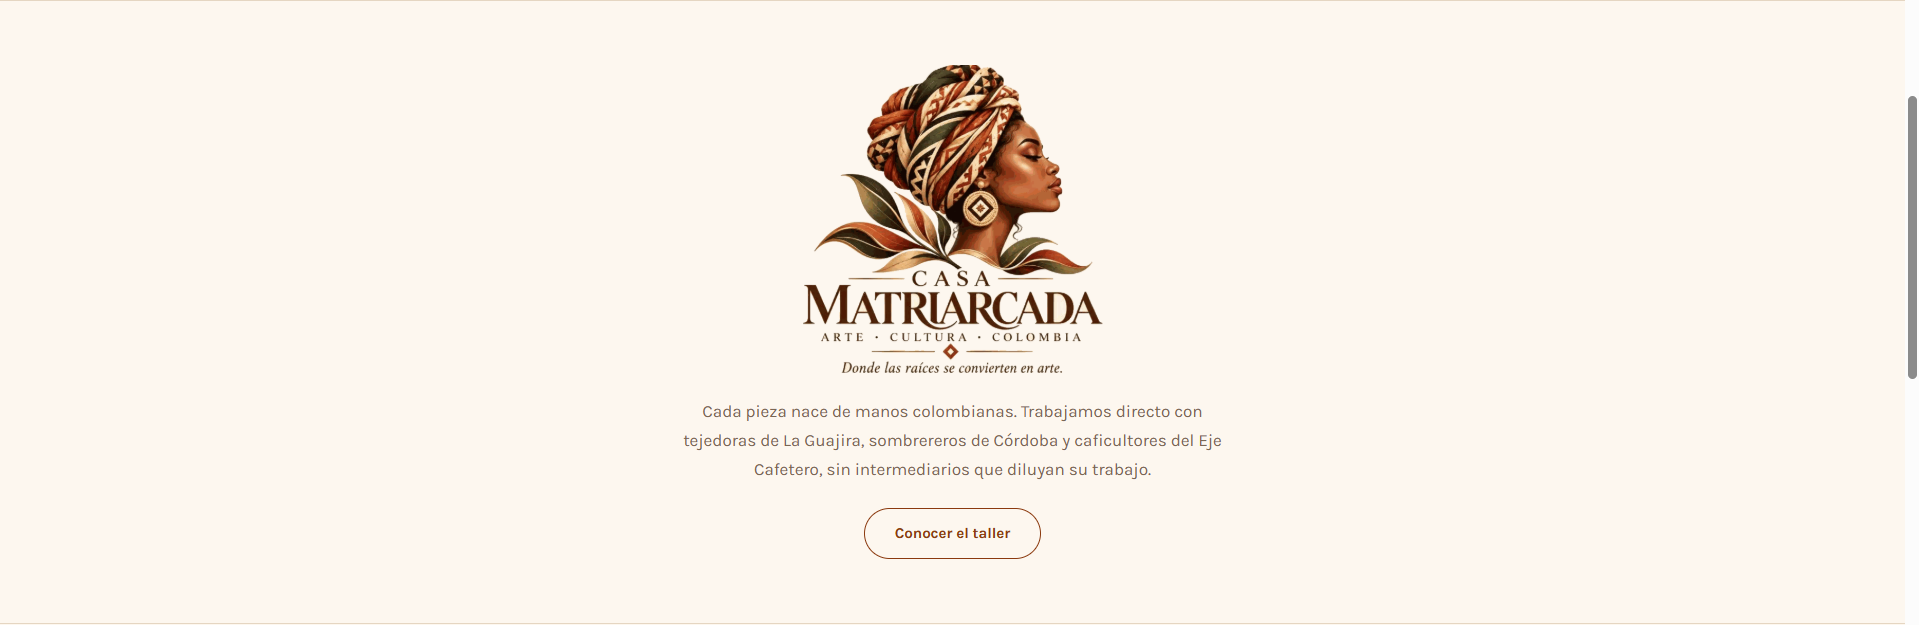 CASA
MATRIARCADA
ARTE · CULTURA · COLOMBIA
Donde las raíces se convierten en arte.
Cada pieza nace de manos colombianas. Trabajamos directo con
tejedoras de La Guajira, sombrereros de Córdoba y caficultores del Eje
Cafetero, sin intermediarios que diluyan su trabajo.
Conocer el taller